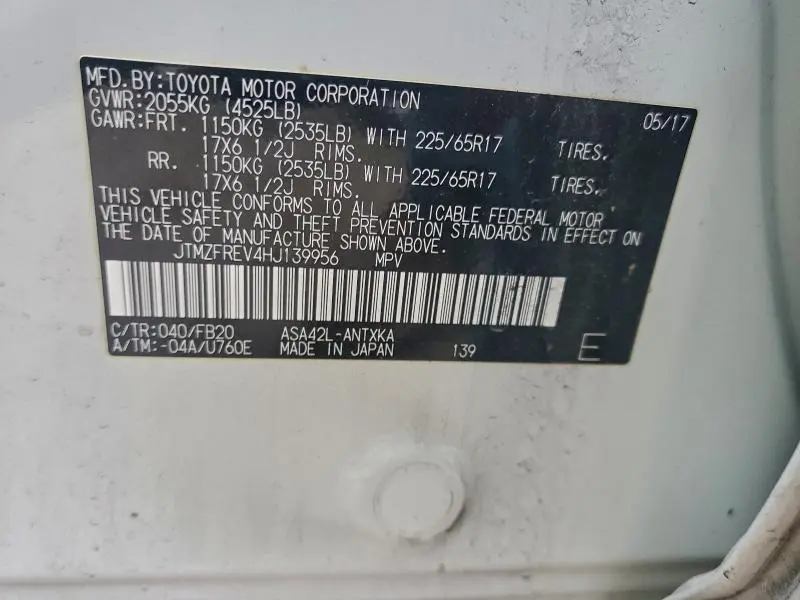 MFD.BY:TOYOTA MOTOR CORPORATION 05/17
GVWR:2055KG (4525LB)
GAWR:FRT. 1150KG (2535LB) WITH 225/65R17 TIRES.
17X6 1/2J RIMS.
RR. 1150KG (2535LB) WITH 225/65R17 TIRES.
17X6 1/2J RIMS.
THIS VEHICLE CONFORMS TO ALL APPLICABLE FEDERAL MOTOR
VEHICLE SAFETY AND THEFT PREVENTION STANDARDS IN EFFECT ON
THE DATE OF MANUFACTURE SHOWN ABOVE.
JTMZFREV4HJ139956 MPV
C/TR:040/FB20 ASA42L-ANTXKA
A/TM:-04A/U760E MADE IN JAPAN 139 E